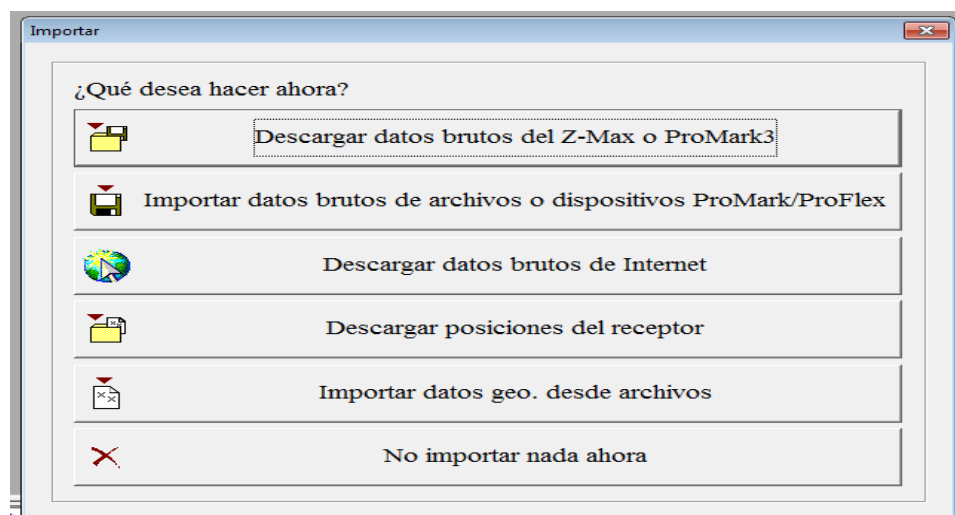 Importar
¿Qué desea hacer ahora?
Descargar datos brutos del Z-Max o ProMark3
Importar datos brutos de archivos o dispositivos ProMark/ProFlex
Descargar datos brutos de Internet
Descargar posiciones del receptor
Importar datos geo. desde archivos
No importar nada ahora